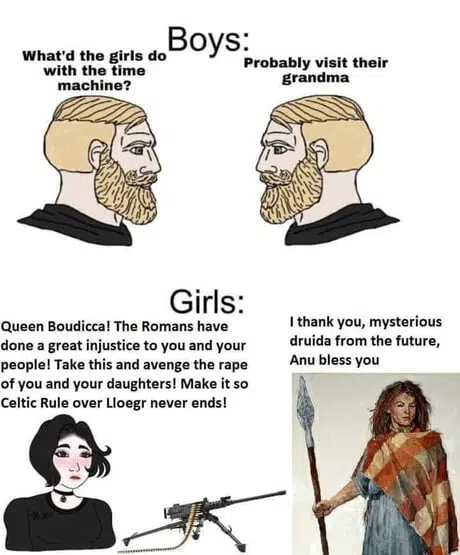 Boys:
What'd the girls do
with the time
machine?
Probably visit their
grandma
Girls:
Queen Boudicca! The Romans have
done a great injustice to you and your
people! Take this and avenge the rape
of you and your daughters! Make it so
Celtic Rule over Lloegr never ends!
I thank you, mysterious
druida from the future,
Anu bless you